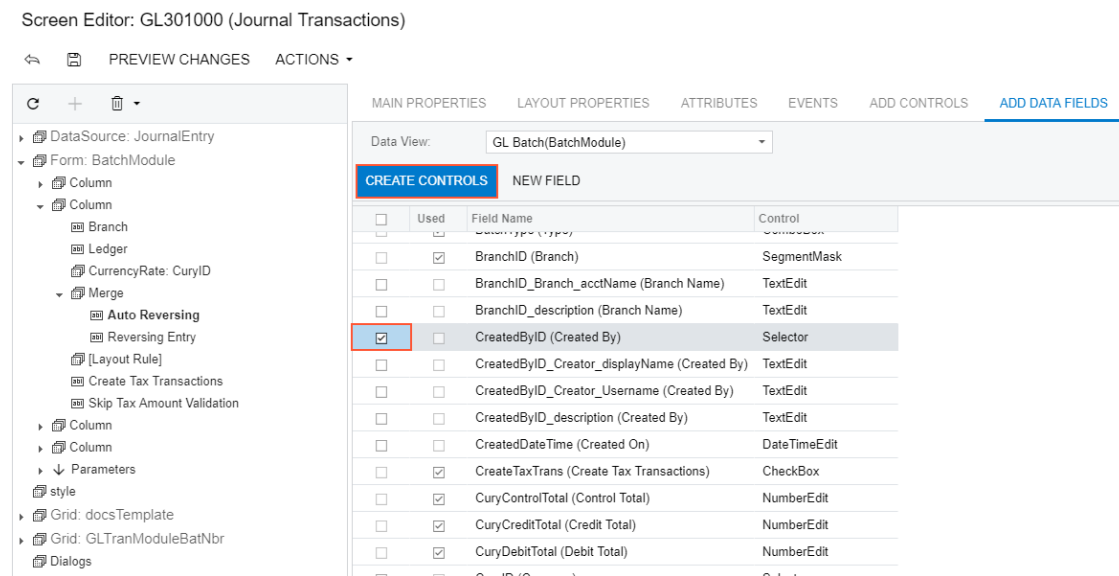 Screen Editor: GL301000 (Journal Transactions)
PREVIEW CHANGES ACTIONS
MAIN PROPERTIES LAYOUT PROPERTIES ATTRIBUTES EVENTS ADD CONTROLS ADD DATA FIELDS
DataSource: JournalEntry
Form: BatchModule
Column
Column
Branch
Ledger
CurrencyRate: CuryID
Merge
Auto Reversing
Reversing Entry
[Layout Rule]
Create Tax Transactions
Skip Tax Amount Validation
Column
Column
Parameters
style
Grid: docsTemplate
Grid: GLTranModuleBatNbr
Dialogs
Data View: GL Batch(BatchModule)
CREATE CONTROLS NEW FIELD
Used Field Name Control
BatchType (Type) ComboBox
BranchID (Branch) SegmentMask
BranchID_Branch_acctName (Branch Name) TextEdit
BranchID_description (Branch Name) TextEdit
CreatedByID (Created By) Selector
CreatedByID_Creator_displayName (Created By) TextEdit
CreatedByID_Creator_Username (Created By) TextEdit
CreatedByID_description (Created By) TextEdit
CreatedDateTime (Created On) DateTimeEdit
CreateTaxTrans (Create Tax Transactions) CheckBox
CuryControlTotal (Control Total) NumberEdit
CuryCreditTotal (Credit Total) NumberEdit
CuryDebitTotal (Debit Total) NumberEdit